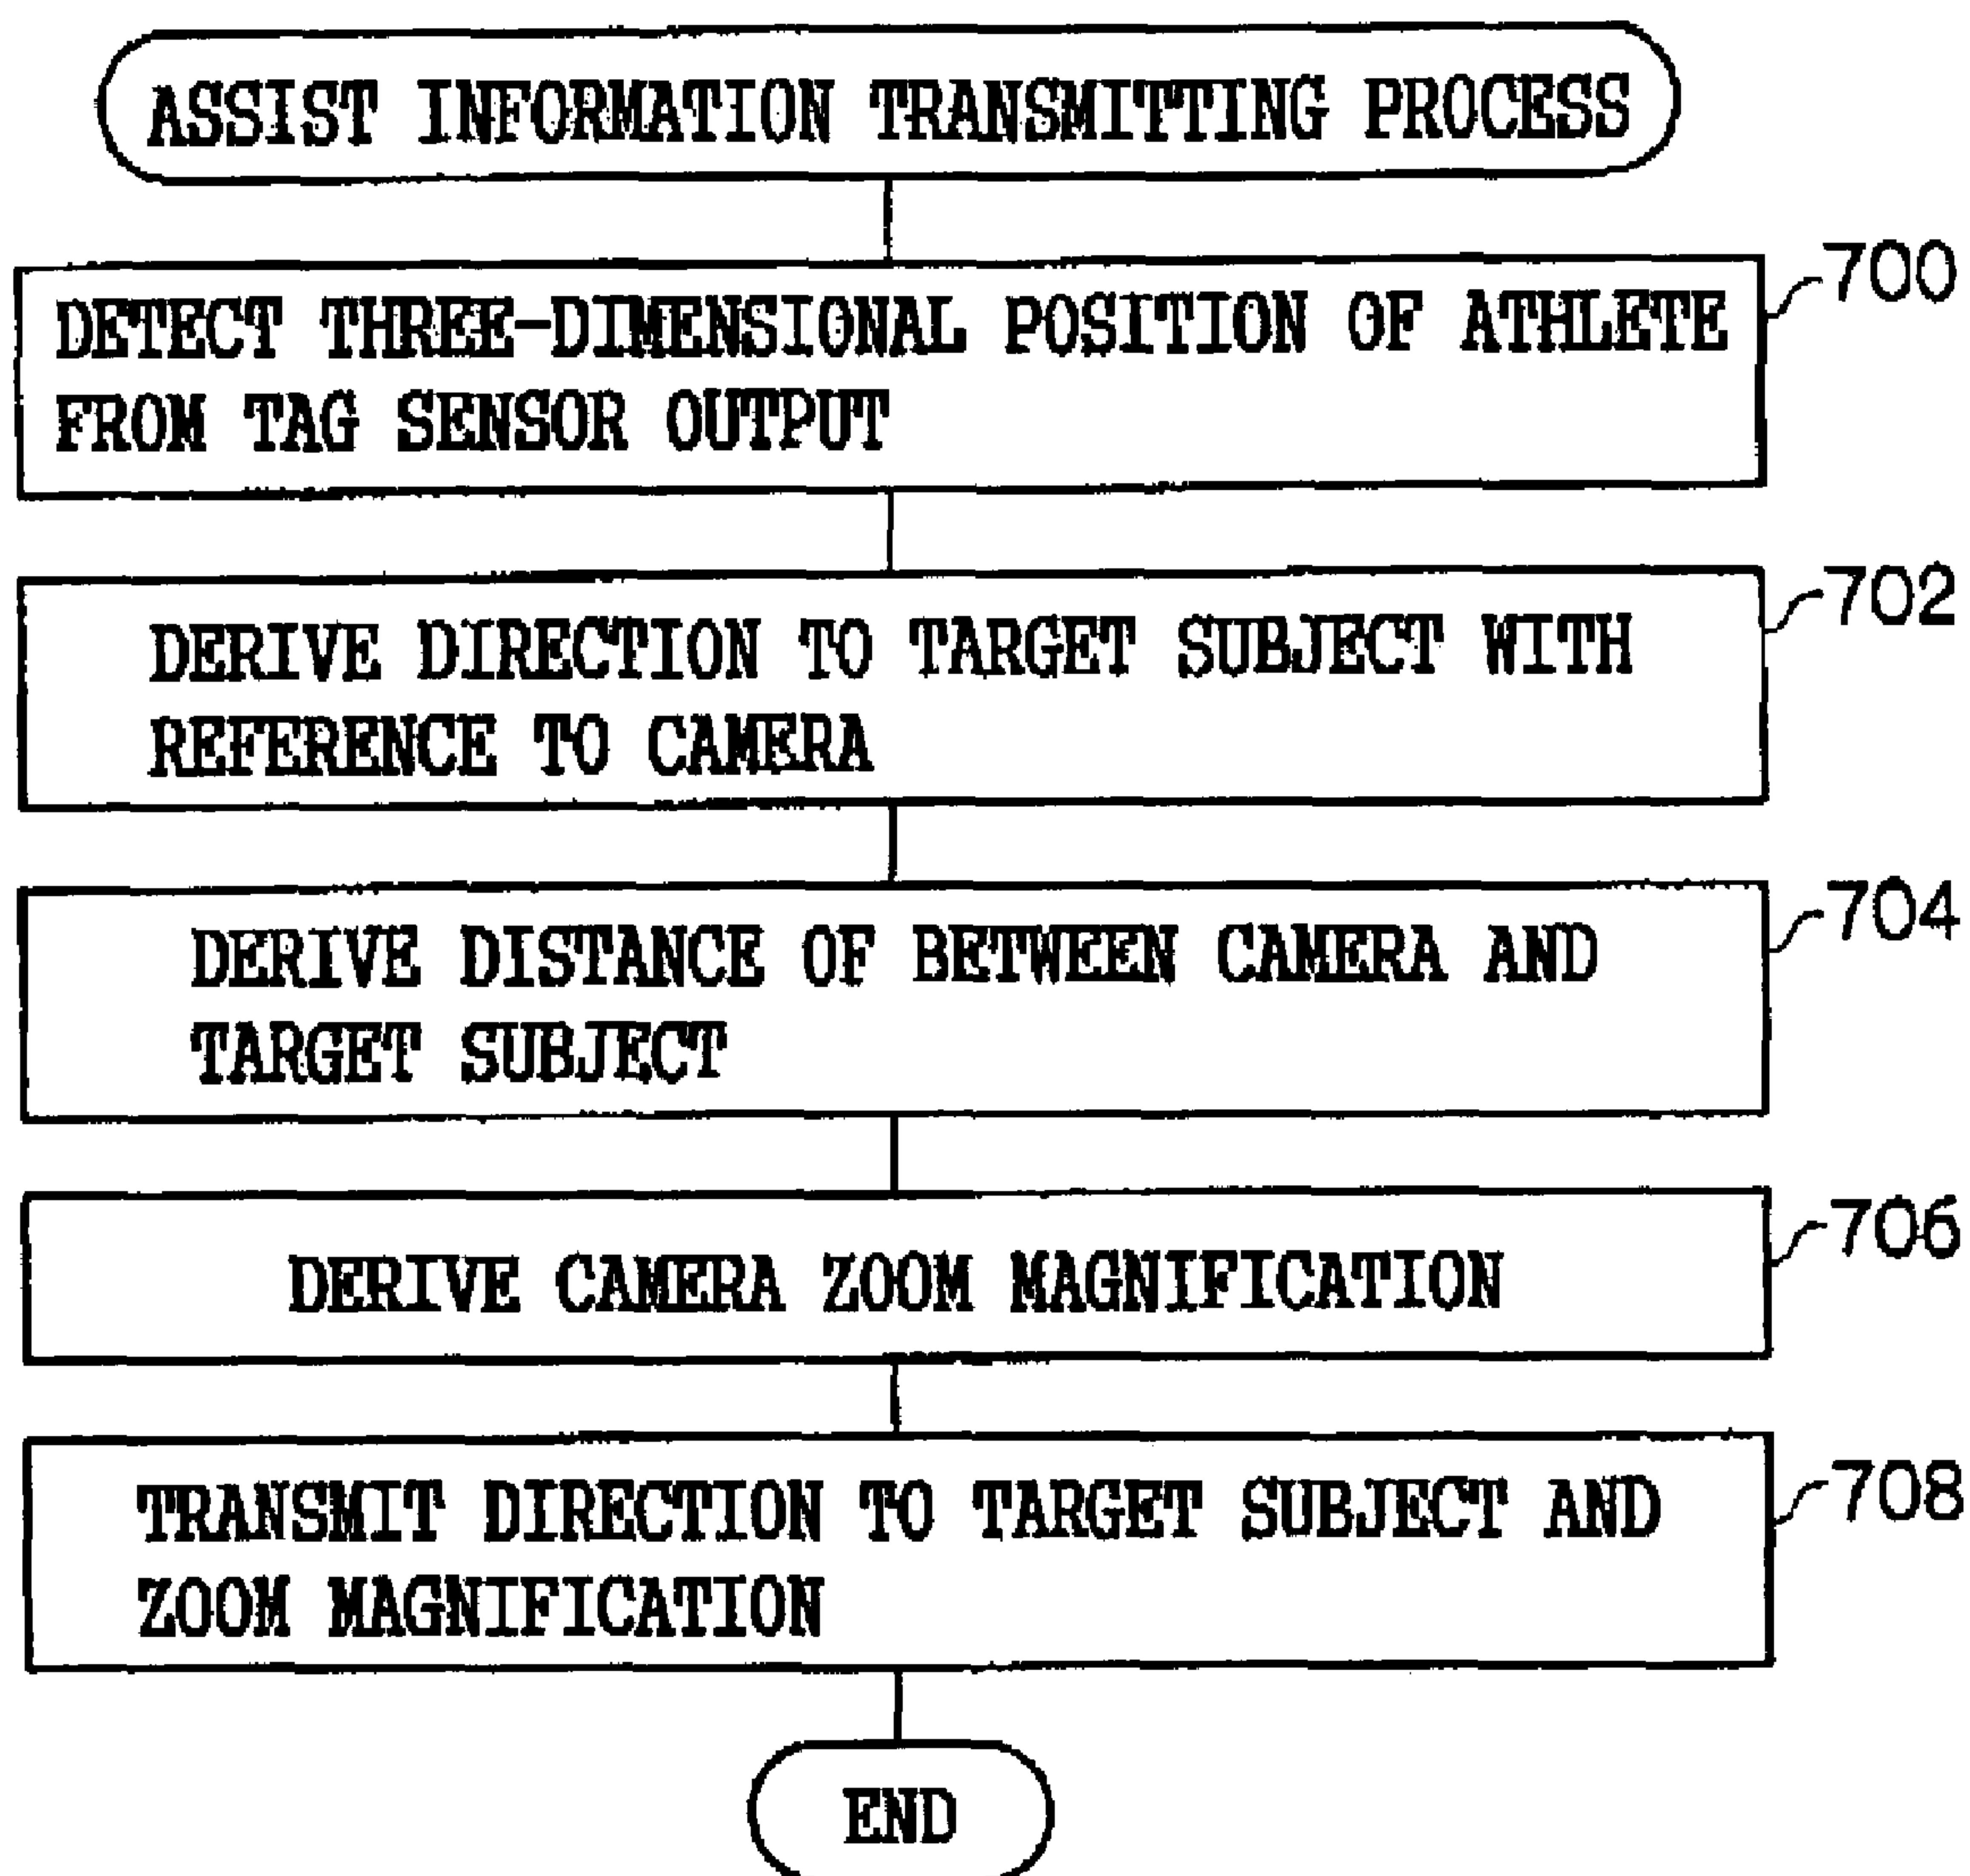 ASSIST INFORMATION TRANSMITTING PROCESS
700
DETECT THREE-DIMENSIONAL POSITION OF ATHLETE
FROM TAG SENSOR OUTPUT
702
DERIVE DIRECTION TO TARGET SUBJECT WITH
REFERENCE TO CAMERA
704
DERIVE DISTANCE OF BETWEEN CAMERA AND
TARGET SUBJECT
706
DERIVE CAMERA ZOOM MAGNIFICATION
708
TRANSMIT DIRECTION TO TARGET SUBJECT AND
ZOOM MAGNIFICATION
END